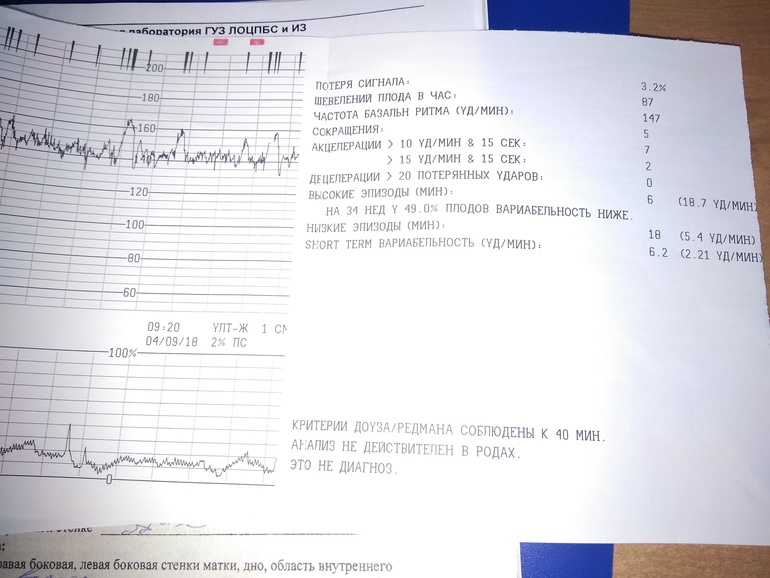 лаборатория ГУЗ ЛОЦПБС и ИЗ
200
180
160
120
100
80
60
09:20 УПТ-Ж 1 СМ
04/09/18 2% ПС
100%
0
ПОТЕРЯ СИГНАЛА: 3.2%
ШЕВЕЛЕНИЙ ПЛОДА В ЧАС: 87
ЧАСТОТА БАЗАЛЬН РИТМА (УД/МИН): 147
СОКРАЩЕНИЯ: 5
АКЦЕЛЕРАЦИИ > 10 УД/МИН & 15 СЕК: 7
> 15 УД/МИН & 15 СЕК: 2
ДЕЦЕЛЕРАЦИИ > 20 ПОТЕРЯННЫХ УДАРОВ: 0
ВЫСОКИЕ ЭПИЗОДЫ (МИН): 6 (18.7 УД/МИН)
НА 34 НЕД У 49.0% ПЛОДОВ ВАРИАБЕЛЬНОСТЬ НИЖЕ.
НИЗКИЕ ЭПИЗОДЫ (МИН): 18 (5.4 УД/МИН)
SHORT TERM ВАРИАБЕЛЬНОСТЬ (УД/МИН): 6.2 (2.21 УД/МИН)
КРИТЕРИИ ДОУЗА/РЕДМАНА СОБЛЮДЕНЫ К 40 МИН.
АНАЛИЗ НЕ ДЕЙСТВИТЕЛЕН В РОДАХ.
ЭТО НЕ ДИАГНОЗ.
равая боковая, левая боковая стенки матки, дно, область внутреннего